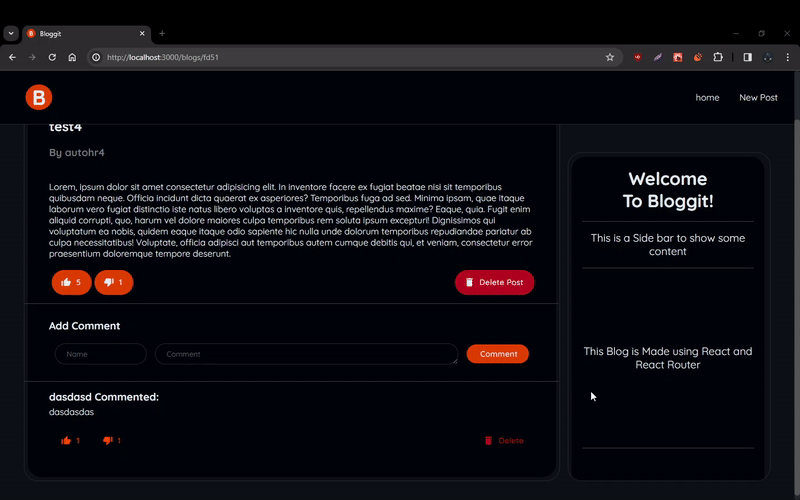 Bloggit
http://localhost:3000/blogs/fd51
B
home
New Post
test4
By autohr4
Lorem, ipsum dolor sit amet consectetur adipisicing elit. In inventore facere ex fugiat beatae nisi sit temporibus
quibusdam neque. Officia incidunt dicta quaerat ex asperiores? Temporibus fuga ad sed. Minima ipsam, quae itaque
laborum vero fugiat distinctio iste natus libero voluptas a inventore quis, repellendus maxime? Eaque, quia. Fugit enim
aliquid corrupti, quo, harum vel dolore maiores culpa temporibus rem soluta ipsum excepturi! Dignissimos qui
voluptatum ea nobis, quidem eaque itaque odio sapiente hic nulla unde dolorum temporibus repudiandae pariatur ab
culpa necessitatibus! Voluptate, officia adipisci aut temporibus autem cumque debitis qui, et veniam, consectetur error
praesentium doloremque tempore deserunt.
5
1
Delete Post
Add Comment
Name
Comment
Comment
dasdasd Commented:
dasdasdas
1
1
Delete
Welcome
To Bloggit!
This is a Side bar to show some
content
This Blog is Made using React and
React Router